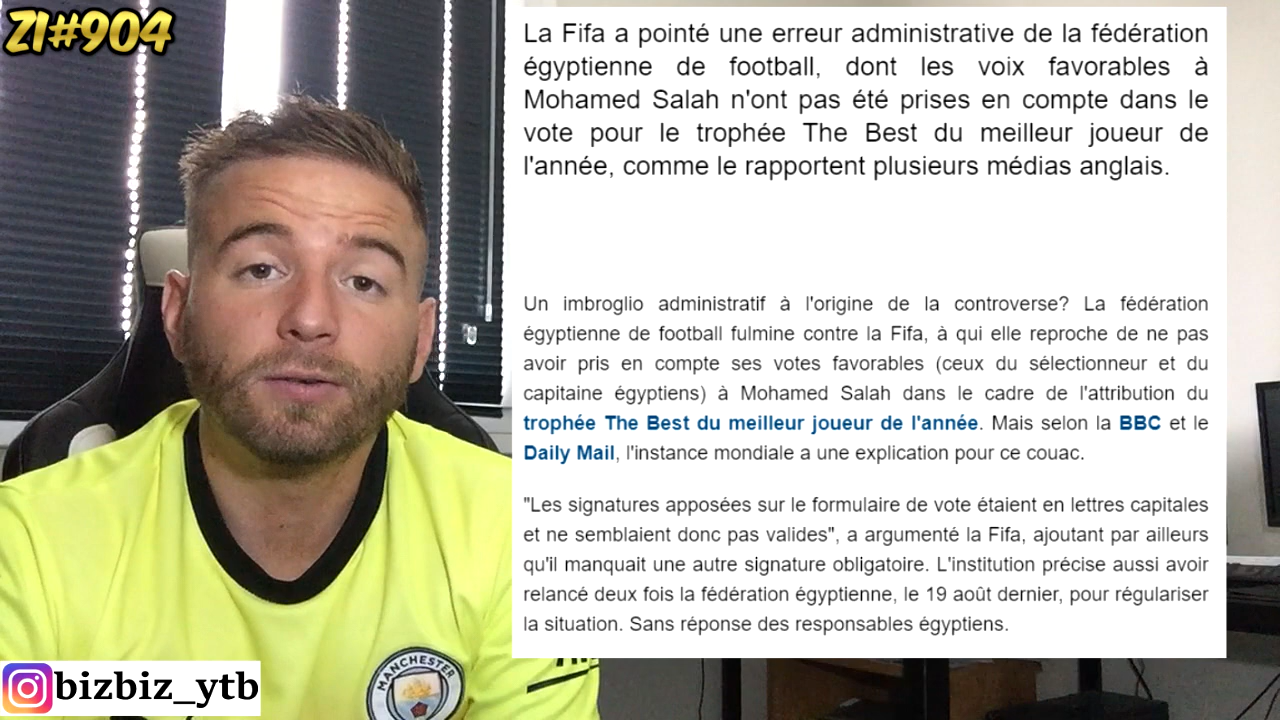 ZI#904
La Fifa a pointé une erreur administrative de la fédération
égyptienne de football, dont les voix favorables à
Mohamed Salah n'ont pas été prises en compte dans le
vote pour le trophée The Best du meilleur joueur de
l'année, comme le rapportent plusieurs médias anglais.
Un imbroglio administratif à l'origine de la controverse? La fédération
égyptienne de football fulmine contre la Fifa, à qui elle reproche de ne pas
avoir pris en compte ses votes favorables (ceux du sélectionneur et du
capitaine égyptiens) à Mohamed Salah dans le cadre de l'attribution du
trophée The Best du meilleur joueur de l'année. Mais selon la BBC et le
Daily Mail, l'instance mondiale a une explication pour ce couac.
"Les signatures apposées sur le formulaire de vote étaient en lettres capitales
et ne semblaient donc pas valides", a argumenté la Fifa, ajoutant par ailleurs
qu'il manquait une autre signature obligatoire. L'institution précise aussi avoir
relancé deux fois la fédération égyptienne, le 19 août dernier, pour régulariser
la situation. Sans réponse des responsables égyptiens.
MANCHESTER
bizbiz_ytb